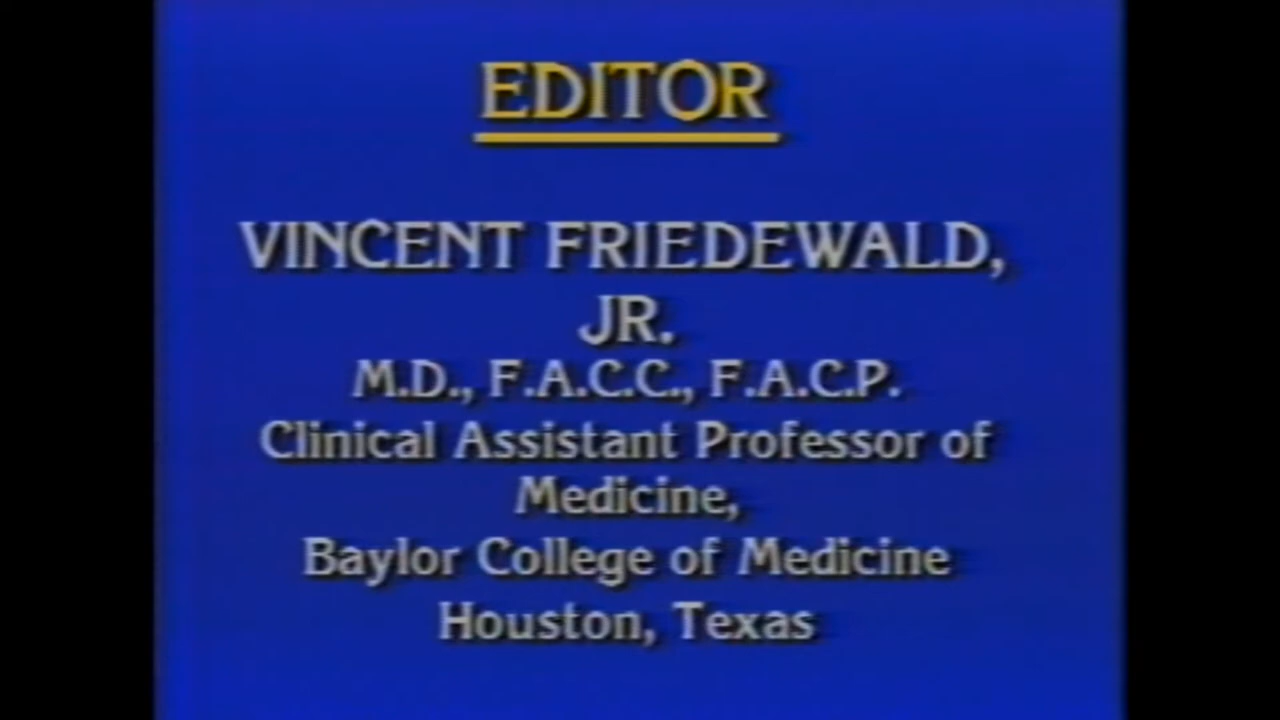 EDITOR
VINCENT FRIEDEWALD,
JR.
M.D., F.A.C.C., F.A.C.P.
Clinical Assistant Professor of
Medicine,
Baylor College of Medicine
Houston, Texas